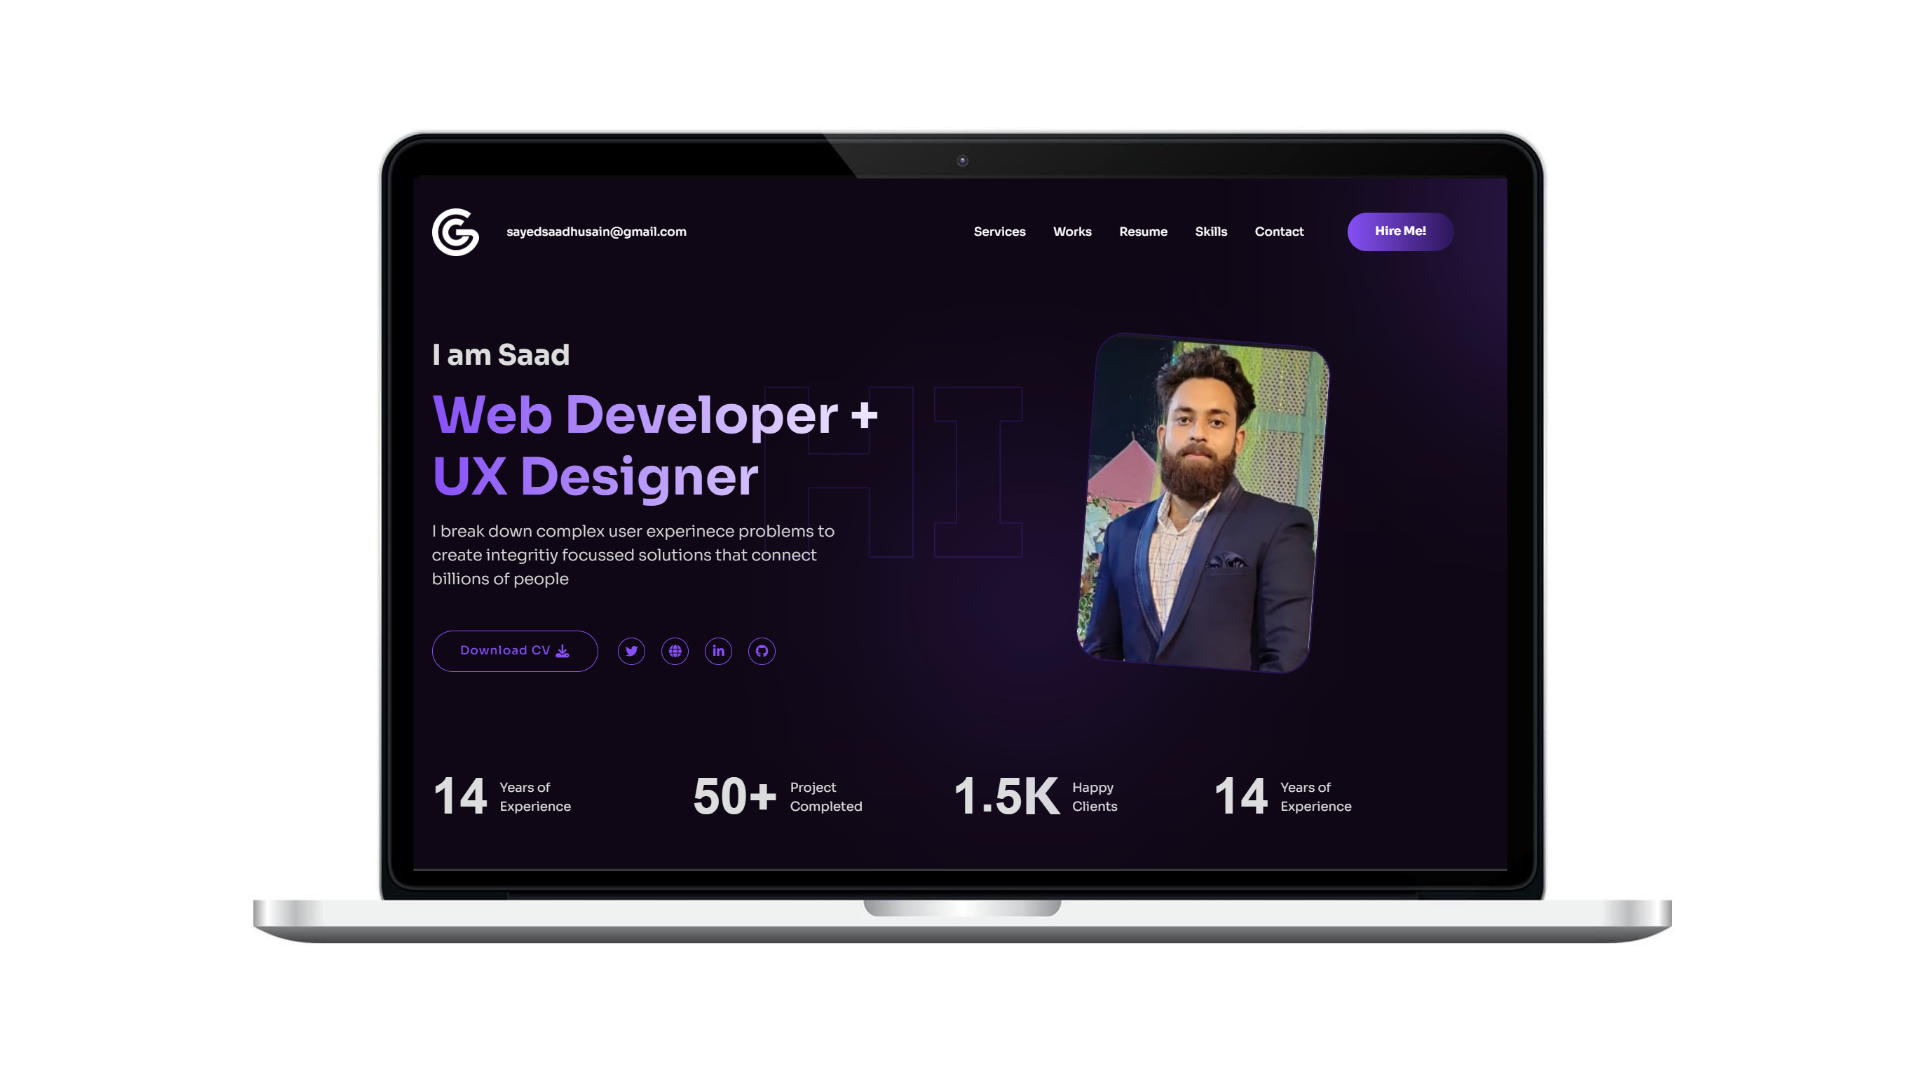 sayedsaadhusain@gmail.com
Services Works Resume Skills Contact Hire Me!
I am Saad
Web Developer +
UX Designer
HI
I break down complex user experinece problems to
create integritiy focussed solutions that connect
billions of people
Download CV
in
14 Years of
Experience
50+ Project
Completed
1.5K Happy
Clients
14 Years of
Experience